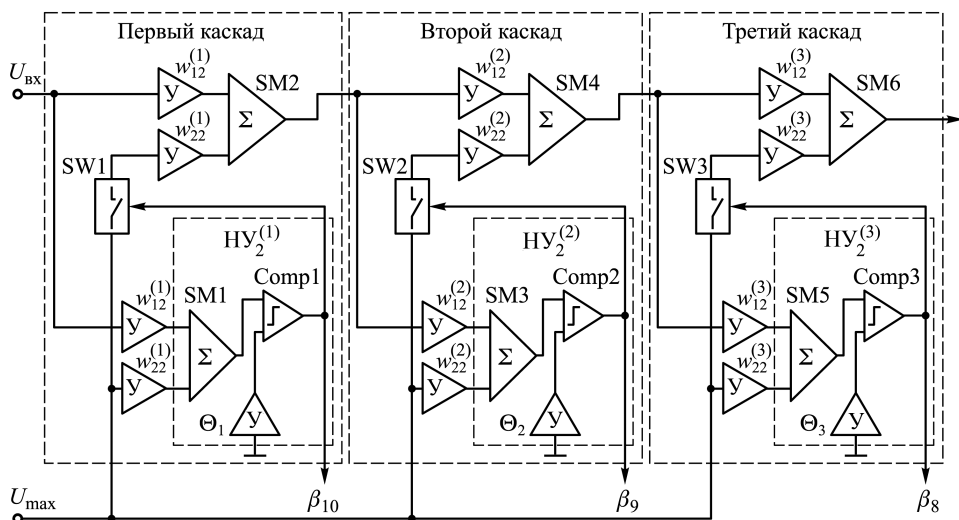 Первый каскад Второй каскад Третий каскад
U_вх w_12^(1) SM2 w_12^(2) SM4 w_12^(3) SM6
У Σ У Σ У Σ
w_22^(1) w_22^(2) w_22^(3)
SW1 У SW2 У SW3 У
НУ_2^(1) НУ_2^(2) НУ_2^(3)
w_12^(1) SM1 Comp1 w_12^(2) SM3 Comp2 w_12^(3) SM5 Comp3
У У У
w_22^(1) Σ w_22^(2) Σ w_22^(3) Σ
У У У
Θ_1 У Θ_2 У Θ_3 У
U_max β_10 β_9 β_8